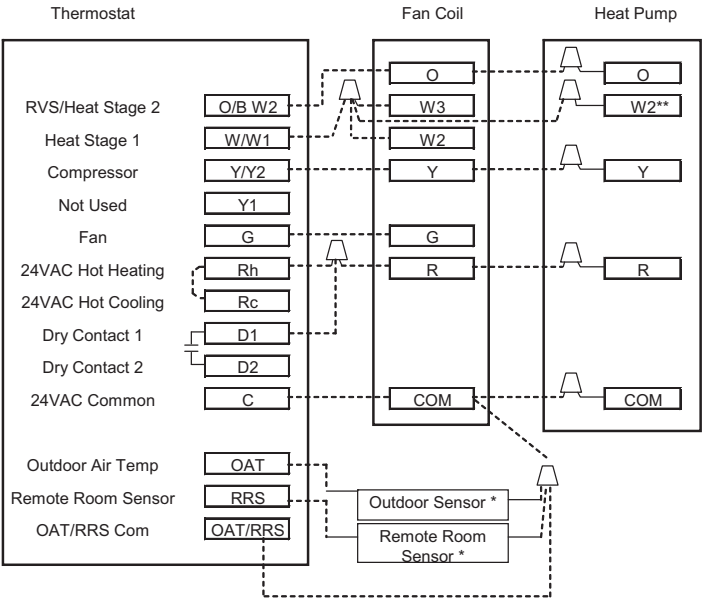 Thermostat Fan Coil Heat Pump
O O
RVS/Heat Stage 2 O/B W2 W3 W2**
Heat Stage 1 W/W1 W2
Compressor Y/Y2 Y Y
Not Used Y1
Fan G G
24VAC Hot Heating Rh R R
24VAC Hot Cooling Rc
Dry Contact 1 D1
Dry Contact 2 D2
24VAC Common C COM COM
Outdoor Air Temp OAT
Remote Room Sensor RRS Outdoor Sensor *
OAT/RRS Com OAT/RRS Remote Room
Sensor *